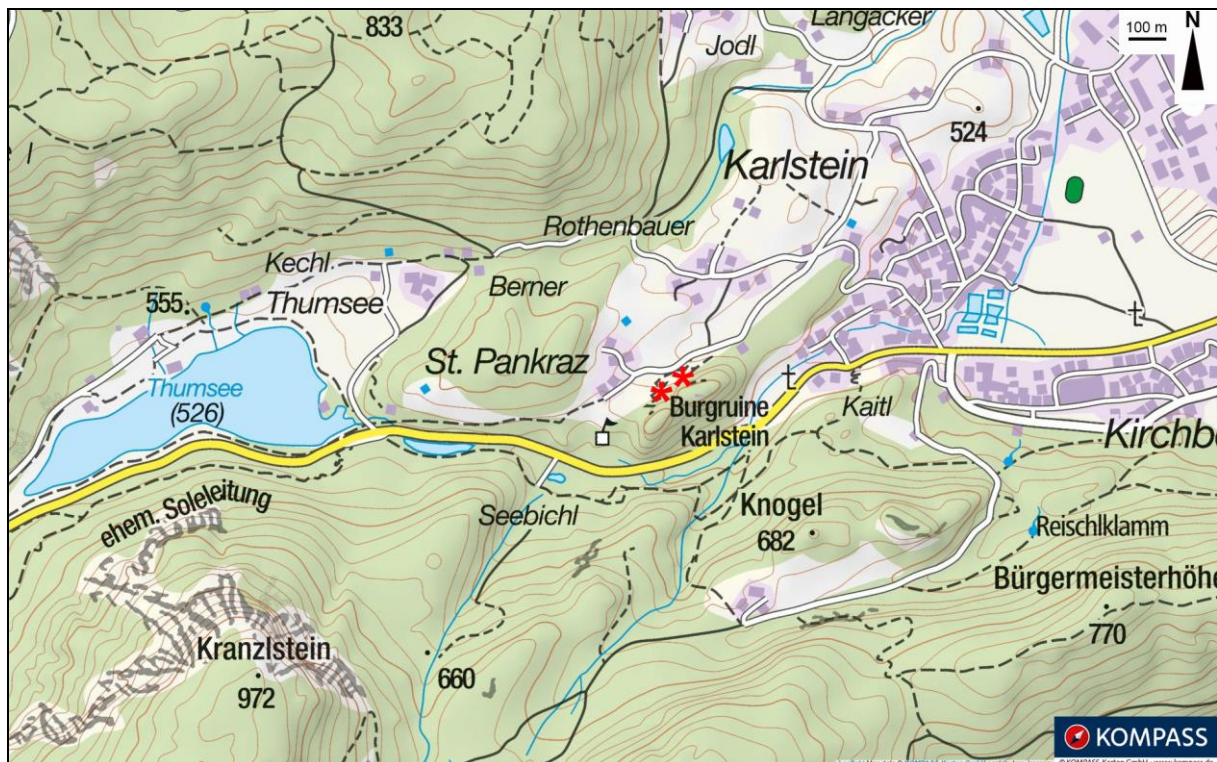 833
Langacker
100 m
N
Jodl
524
Karlstein
l
Rothenbauer
Kechl
Berner
555
Thumsee
St. Pankraz
Thumsee
(526)
Burgruine
Karlstein
Kaitl
Kirchb
ehem. Soleleitung
Seebichl
Knogel
682
Reischlklamm
Bürgermeisterhöhe
770
Kranzlstein
972
660
KOMPASS